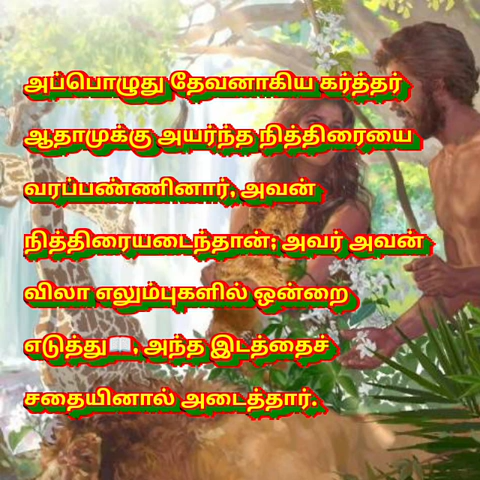 அப்பொழுது தேவனாகிய கர்த்தர்
ஆதாமுக்கு அயர்ந்த நித்திரையை
வரப்பண்ணினார், அவன்
நித்திரையடைந்தான்; அவர் அவன்
விலா எலும்புகளில் ஒன்றை
எடுத்து📖, அந்த இடத்தைச்
சதையினால் அடைத்தார்.